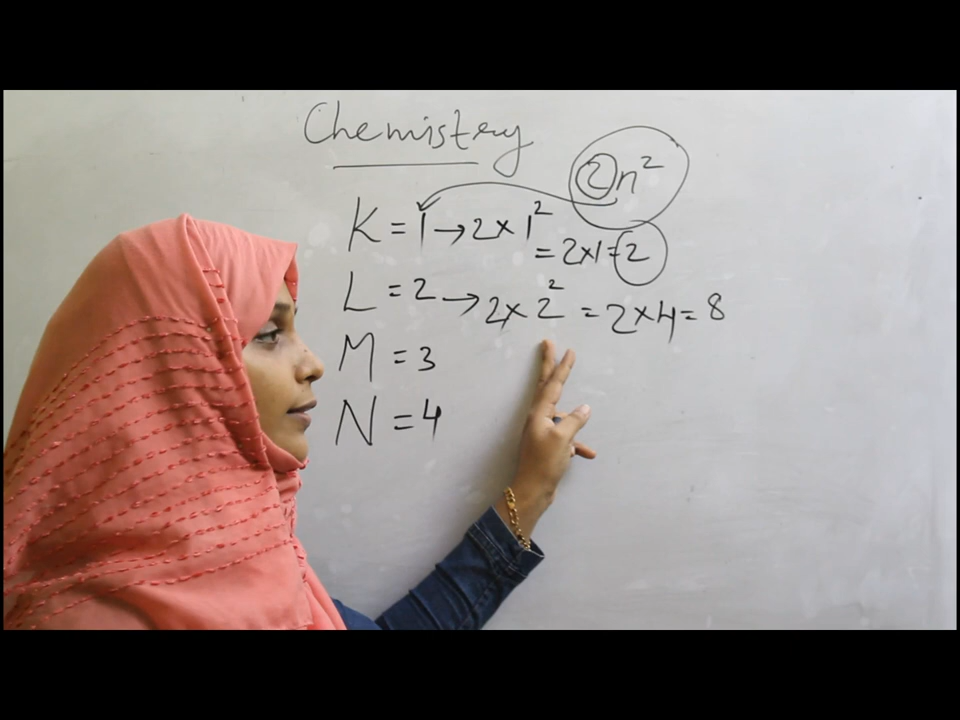 Chemistry
2n²
K = 1 → 2×1²
= 2×1 = 2
L = 2 → 2×2² = 2×4 = 8
M = 3
N = 4